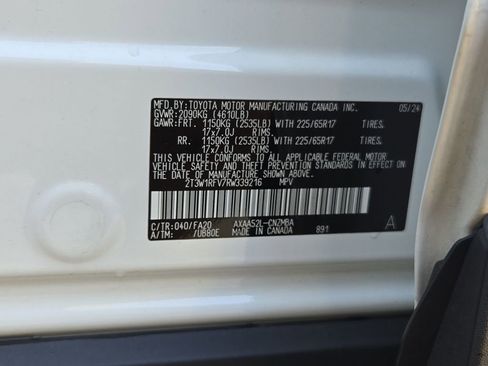 MFD.BY:TOYOTA MOTOR MANUFACTURING CANADA INC. 05/24
GVWR:2090KG (4610LB)
GAWR:FRT. 1150KG (2535LB) WITH 225/65R17 TIRES,
17x7.0J RIMS,
RR. 1150KG (2535LB) WITH 225/65R17 TIRES,
17x7.0J RIMS.
THIS VEHICLE CONFORMS TO ALL APPLICABLE FEDERAL MOTOR
VEHICLE SAFETY AND THEFT PREVENTION STANDARDS IN EFFECT
ON THE DATE OF MANUFACTURE SHOWN ABOVE.
2T3W1RFV7RW339216 MPV
C/TR:040/FA20 AXAA52L-CNZMBA A
A/TM: /UB80E MADE IN CANADA 891